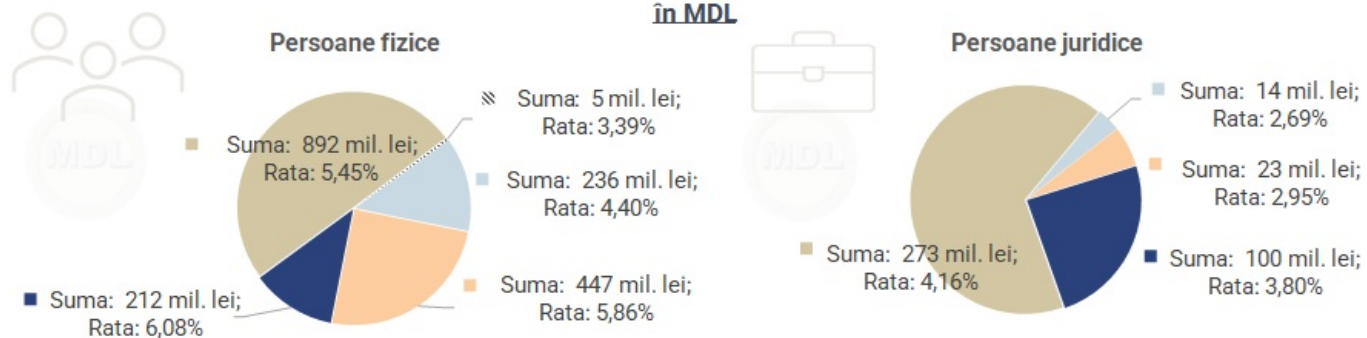 în MDL
Persoane fizice
Suma: 5 mil. lei;
Rata: 3,39%
Suma: 892 mil. lei;
Rata: 5,45%
Suma: 236 mil. lei;
Rata: 4,40%
Suma: 447 mil. lei;
Rata: 5,86%
Suma: 212 mil. lei;
Rata: 6,08%
MDL
Persoane juridice
Suma: 14 mil. lei;
Rata: 2,69%
Suma: 23 mil. lei;
Rata: 2,95%
Suma: 100 mil. lei;
Rata: 3,80%
Suma: 273 mil. lei;
Rata: 4,16%
MDL